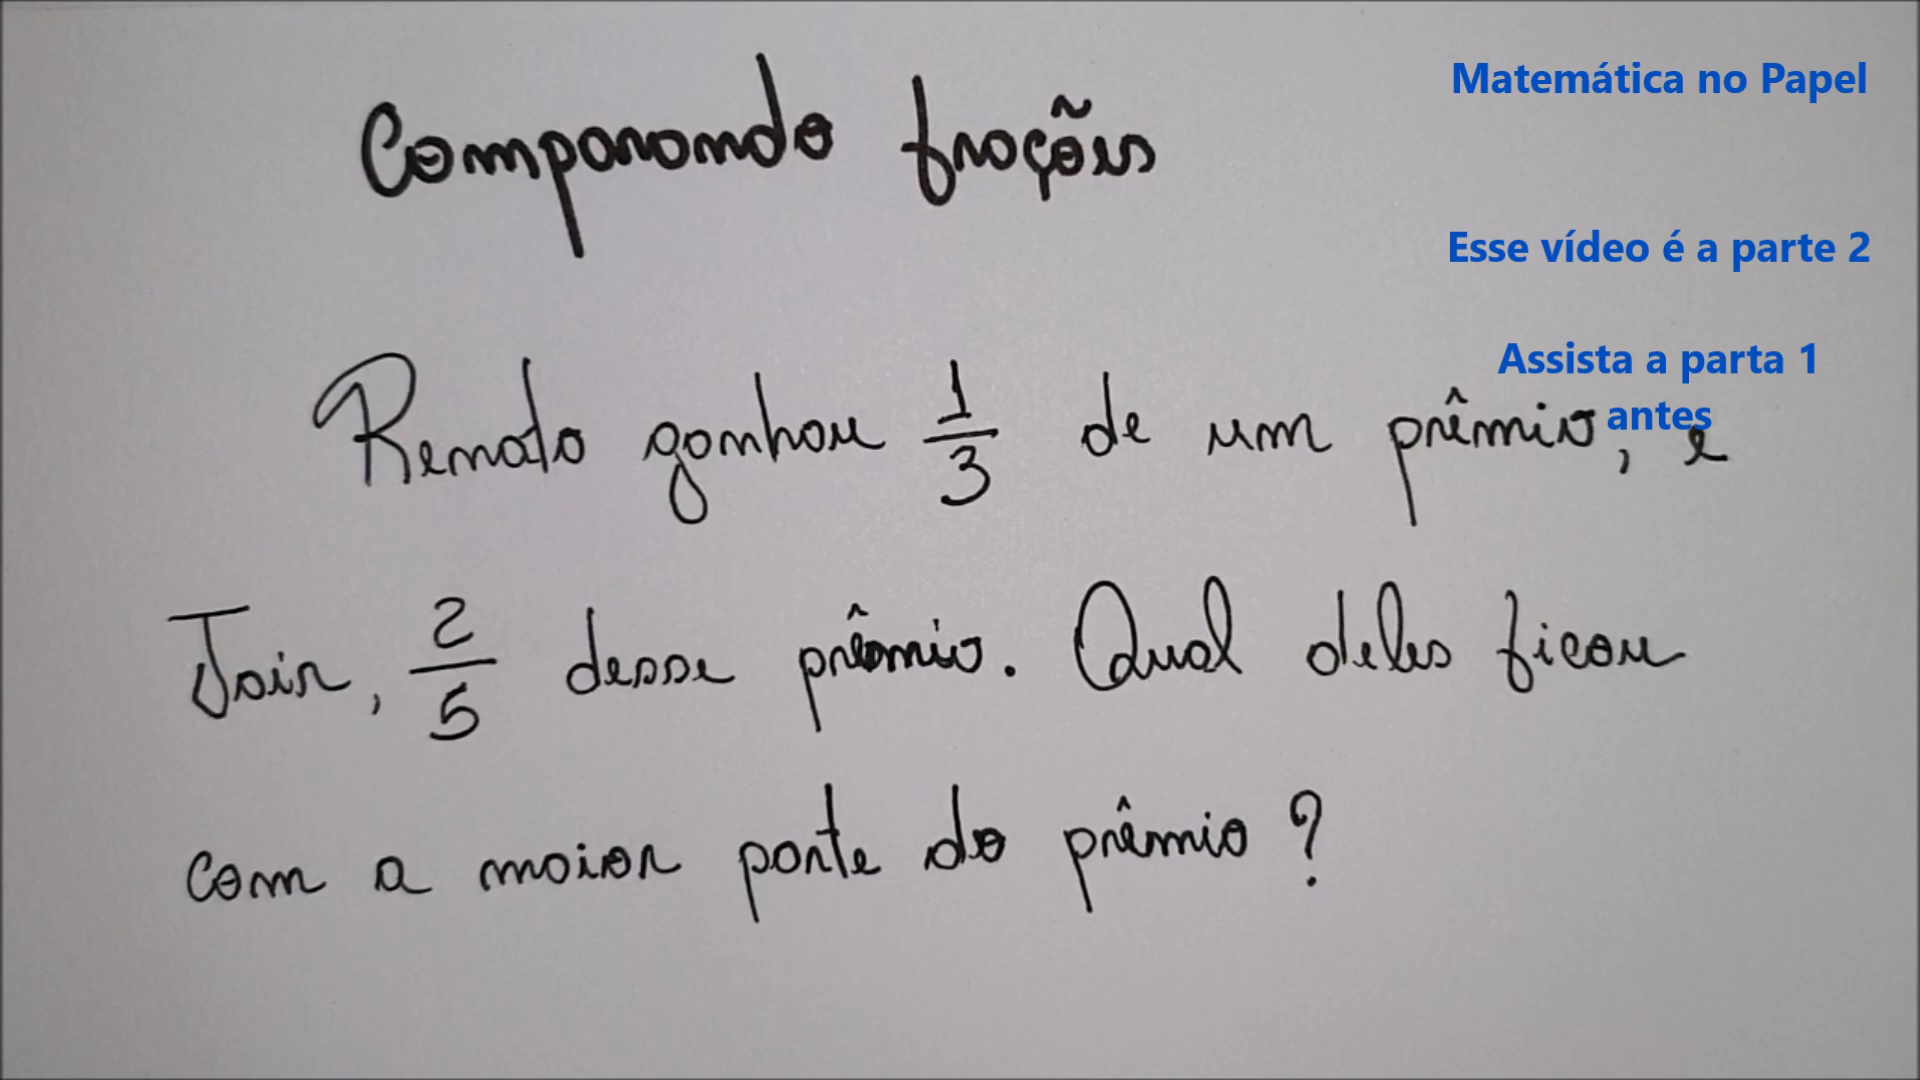 Comparando frações
Matemática no Papel
Esse vídeo é a parte 2
Assista a parta 1
antes
Renato ganhou 1/3 de um prêmio, e
Jair, 2/5 desse prêmio. Qual deles ficou
com a maior parte do prêmio?